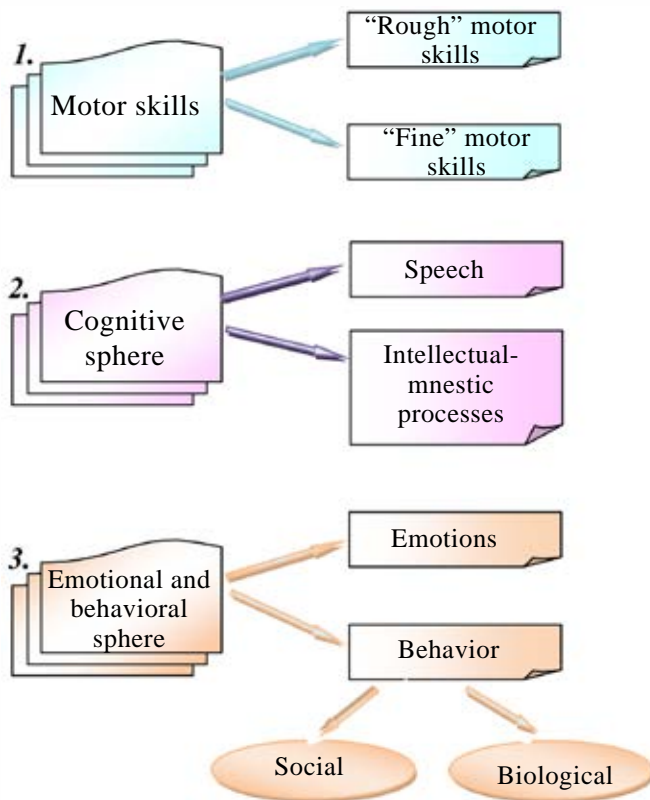 1.
Motor skills
“Rough” motor
skills
“Fine” motor
skills
2.
Cognitive
sphere
Speech
Intellectual-
mnestic
processes
3.
Emotional and
behavioral
sphere
Emotions
Behavior
Social
Biological